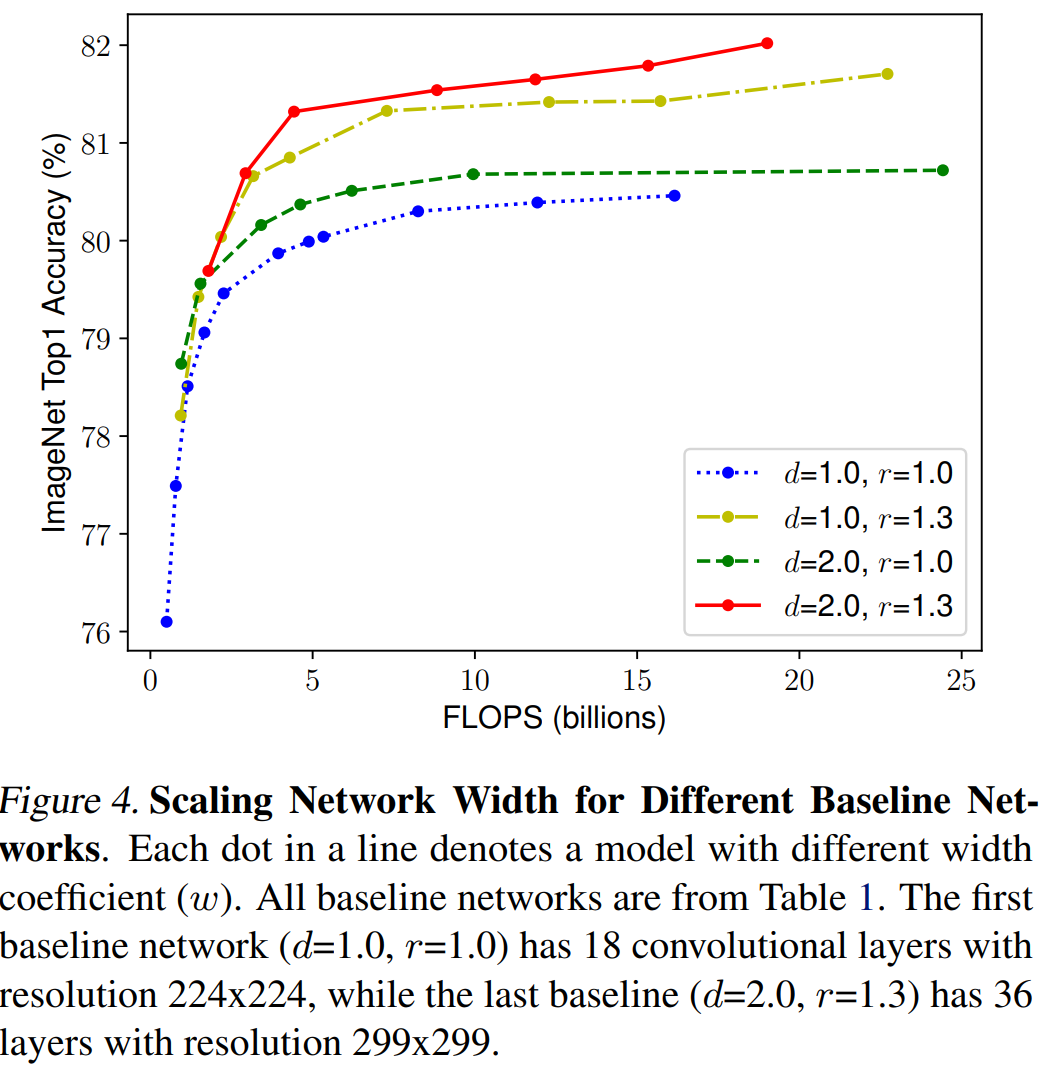 82
81
80
79
78
77
76
ImageNet Top1 Accuracy (%)
d=1.0, r=1.0
d=1.0, r=1.3
d=2.0, r=1.0
d=2.0, r=1.3
0 5 10 15 20 25
FLOPS (billions)
Figure 4. Scaling Network Width for Different Baseline Net-
works. Each dot in a line denotes a model with different width
coefficient (w). All baseline networks are from Table 1. The first
baseline network (d=1.0, r=1.0) has 18 convolutional layers with
resolution 224x224, while the last baseline (d=2.0, r=1.3) has 36
layers with resolution 299x299.